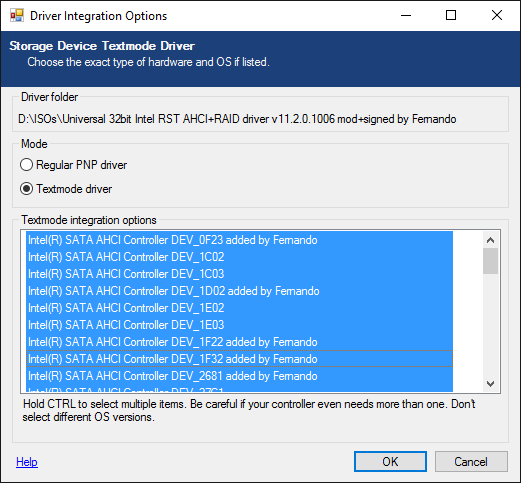 Driver Integration Options
Storage Device Textmode Driver
Choose the exact type of hardware and OS if listed.
Driver folder
D:\ISOs\Universal 32bit Intel RST AHCI+RAID driver v11.2.0.1006 mod+signed by Fernando
Mode
Regular PNP driver
Textmode driver
Textmode integration options
Intel(R) SATA AHCI Controller DEV_0F23 added by Fernando
Intel(R) SATA AHCI Controller DEV_1C02
Intel(R) SATA AHCI Controller DEV_1C03
Intel(R) SATA AHCI Controller DEV_1D02 added by Fernando
Intel(R) SATA AHCI Controller DEV_1E02
Intel(R) SATA AHCI Controller DEV_1E03
Intel(R) SATA AHCI Controller DEV_1F22 added by Fernando
Intel(R) SATA AHCI Controller DEV_1F32 added by Fernando
Intel(R) SATA AHCI Controller DEV_2681 added by Fernando
Intel(R) SATA AHCI Controller
Hold CTRL to select multiple items. Be careful if your controller even needs more than one. Don't
select different OS versions.
Help
OK
Cancel